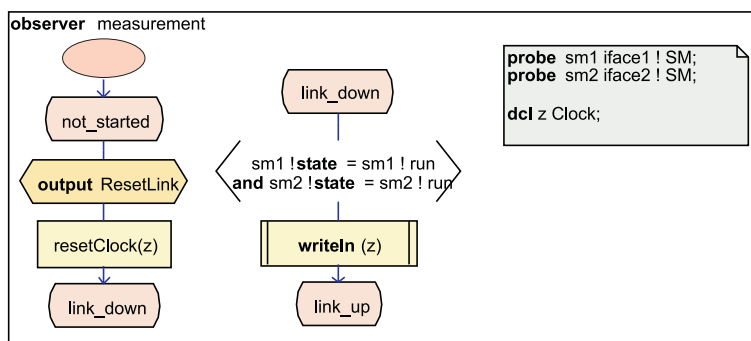 observer measurement
not_started
output ResetLink
resetClock(z)
link_down
link_down
sm1 !state = sm1 ! run
and sm2 !state = sm2 ! run
writeln (z)
link_up
probe sm1 iface1 ! SM;
probe sm2 iface2 ! SM;
dcl z Clock;